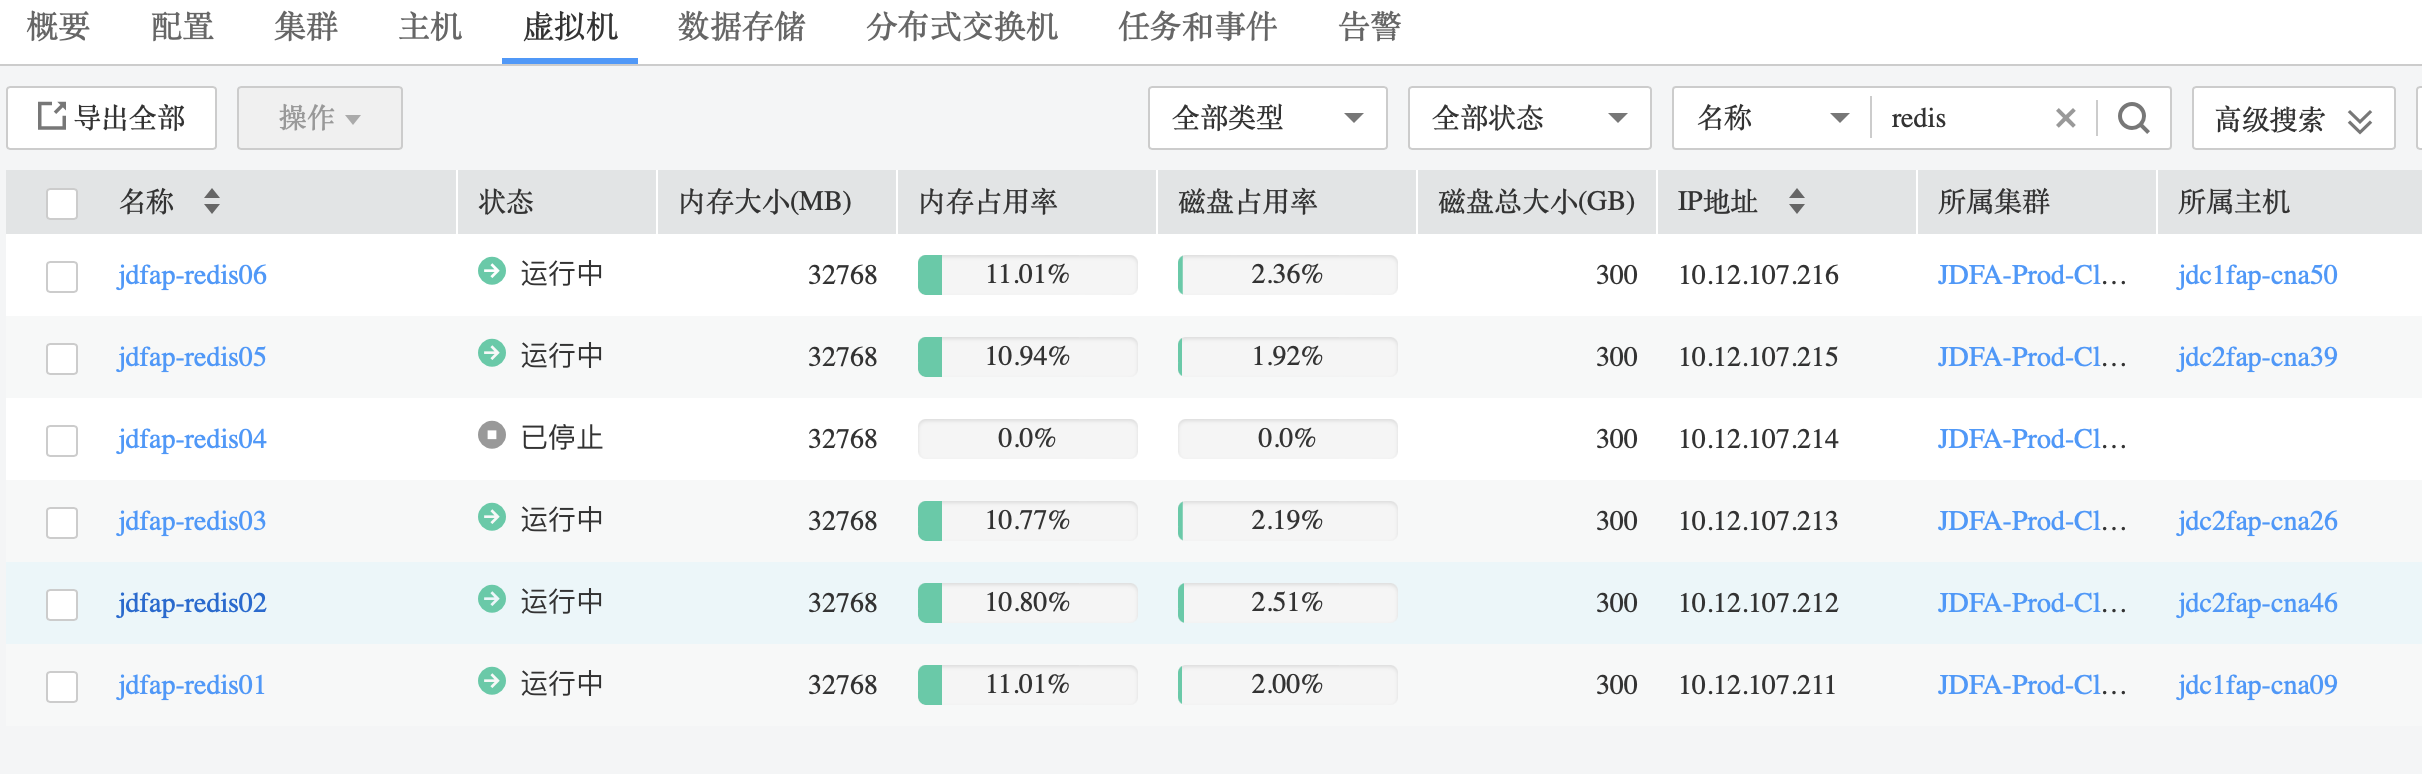 概要 配置 集群 主机 虚拟机 数据存储 分布式交换机 任务和事件 告警
导出全部 操作 全部类型 全部状态 名称 redis 高级搜索
名称 状态 内存大小(MB) 内存占用率 磁盘占用率 磁盘总大小(GB) IP地址 所属集群 所属主机
jdfap-redis06 运行中 32768 11.01% 2.36% 300 10.12.107.216 JDFA-Prod-Cl... jdc1fap-cna50
jdfap-redis05 运行中 32768 10.94% 1.92% 300 10.12.107.215 JDFA-Prod-Cl... jdc2fap-cna39
jdfap-redis04 已停止 32768 0.0% 0.0% 300 10.12.107.214 JDFA-Prod-Cl...
jdfap-redis03 运行中 32768 10.77% 2.19% 300 10.12.107.213 JDFA-Prod-Cl... jdc2fap-cna26
jdfap-redis02 运行中 32768 10.80% 2.51% 300 10.12.107.212 JDFA-Prod-Cl... jdc2fap-cna46
jdfap-redis01 运行中 32768 11.01% 2.00% 300 10.12.107.211 JDFA-Prod-Cl... jdc1fap-cna09